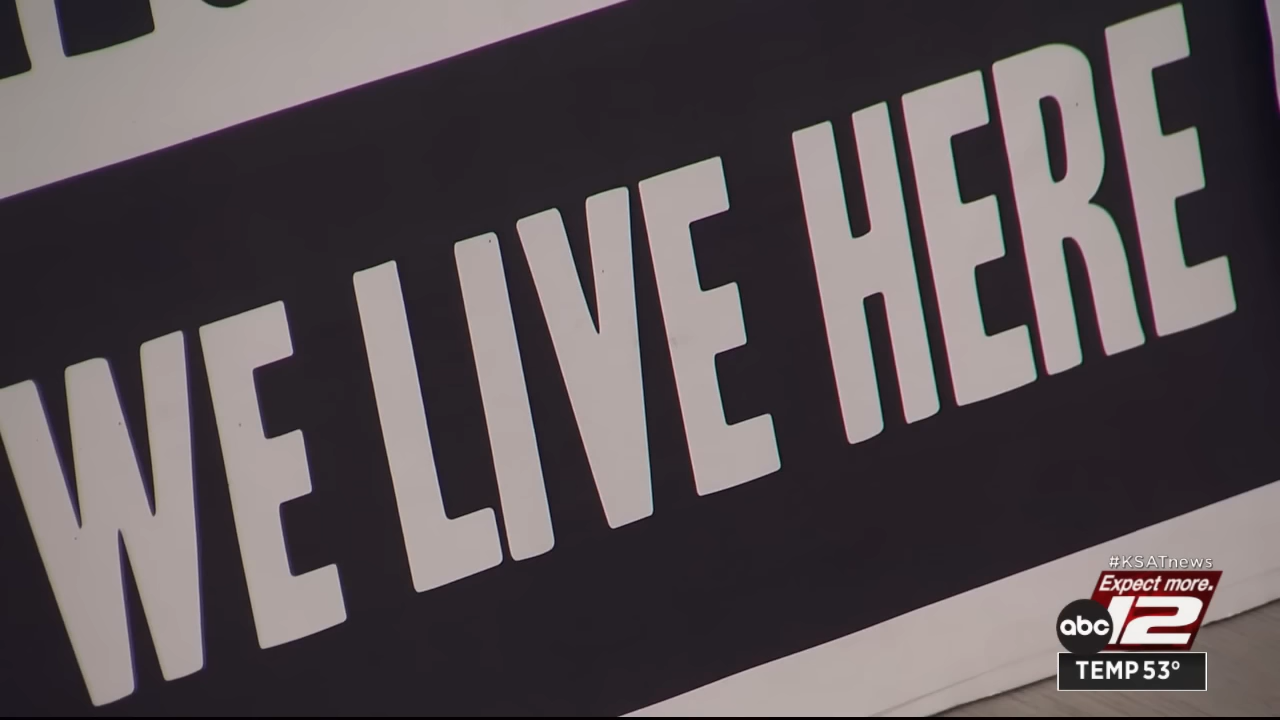 WE LIVE HERE
#KSATnews
Expect more.
abc 12
TEMP 53°